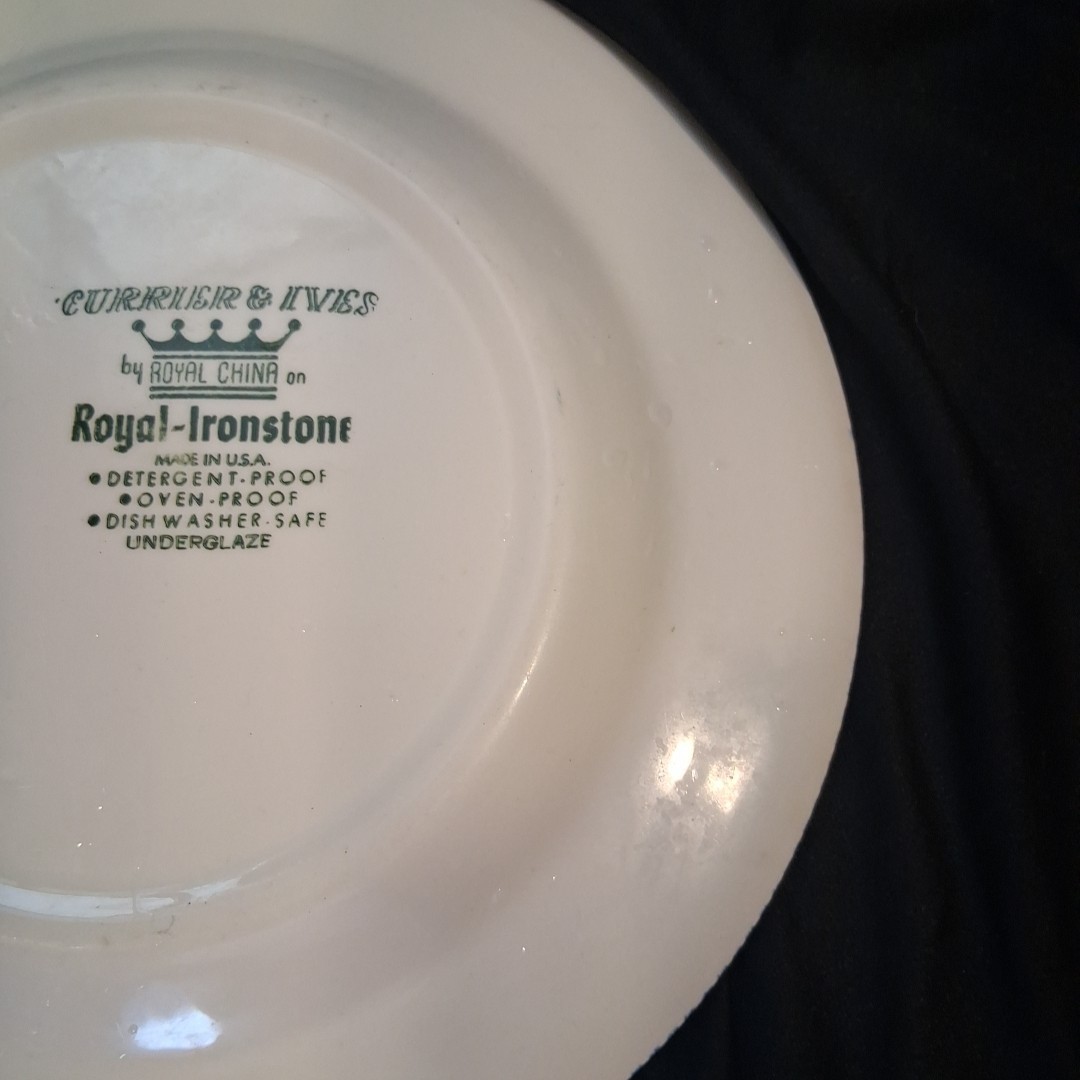 CURRIER & IVES
by ROYAL CHINA on
Royal-Ironstone
MADE IN U.S.A.
• DETERGENT-PROOF
• OVEN-PROOF
• DISHWASHER-SAFE
UNDERGLAZE